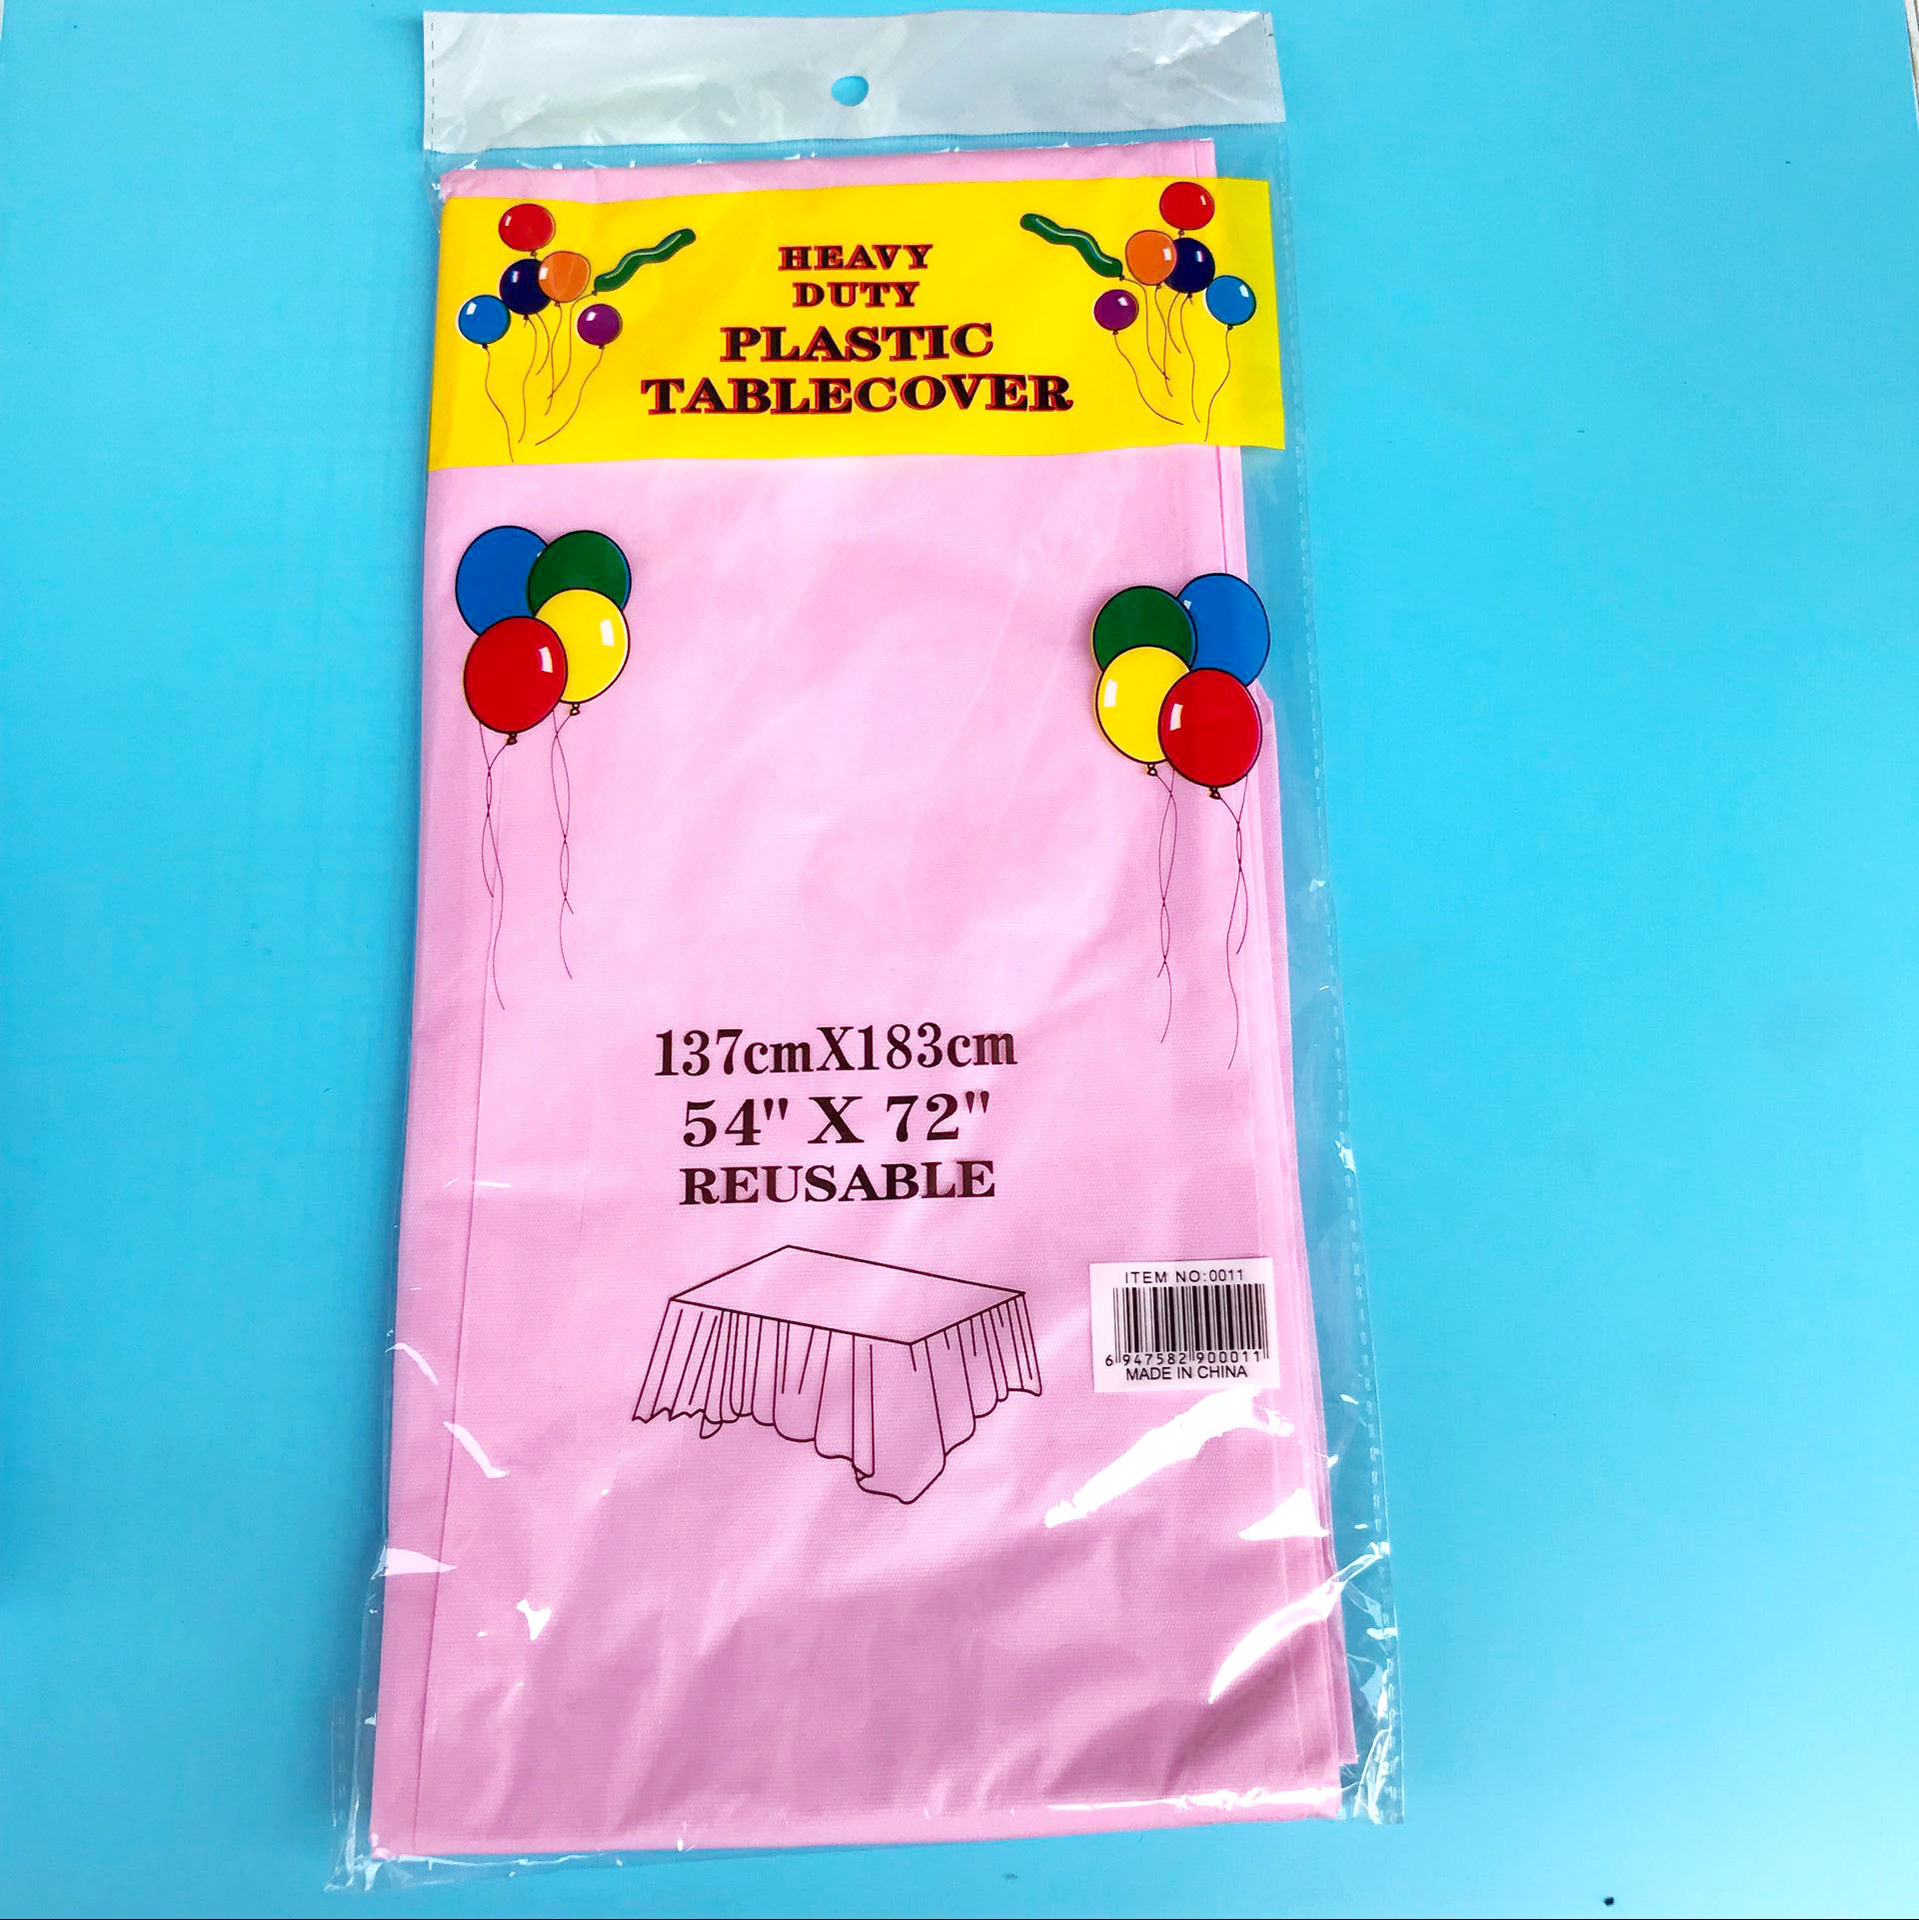 HEAVY
DUTY
PLASTIC
TABLECOVER
137cmX183cm
54" X 72"
REUSABLE
ITEM NO:0011
6 947582 900011
MADE IN CHINA